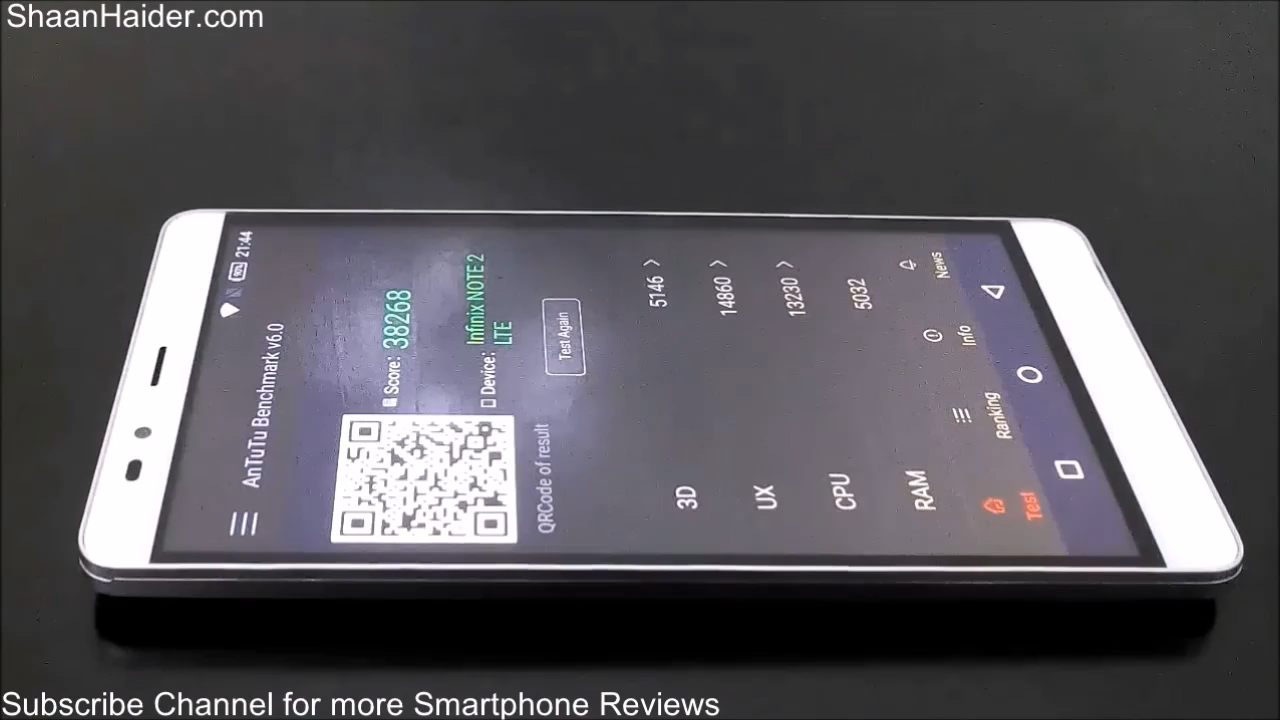 ShaanHaider.com
21:44
AnTuTu Benchmark v6.0
Score: 38268
Device: Infinix NOTE 2
LTE
QRCode of result
Test Again
3D 5146 >
UX 14860 >
CPU 13230 >
RAM 5032
Test Ranking Info News
Subscribe Channel for more Smartphone Reviews